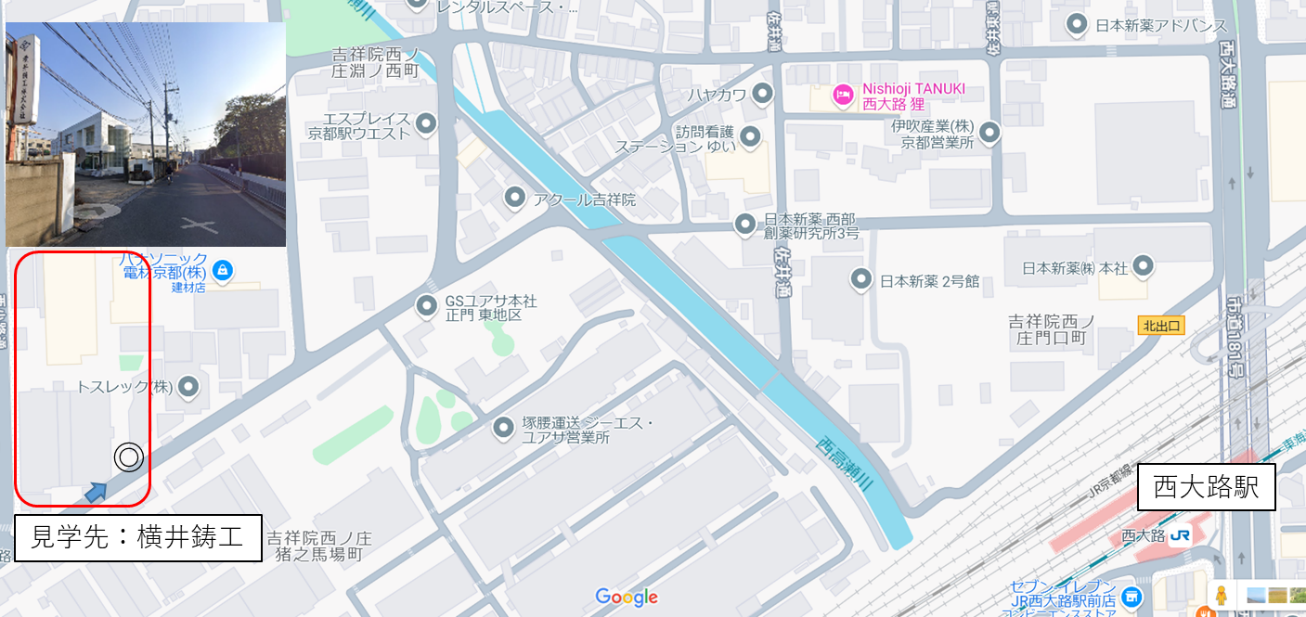 レンタルスペース・...
吉祥院西ノ
庄淵ノ西町
エスプレイス
京都駅ウエスト
アクール吉祥院
ハヤカワ
訪問看護
ステーション ゆい
佐井通
Nishioji TANUKI
西大路 狸
伊吹産業(株)
京都営業所
日本新薬アドバンス
西大路通
日本新薬 西部
創薬研究所3号
佐井通
日本新薬 2号館
日本新薬㈱ 本社
吉祥院西ノ
庄門口町
北出口
市道181号
パナソニック
電材京都(株)
建材店
GSユアサ本社
正門 東地区
トスレック(株)
塚腰運送 ジーエス・
ユアサ営業所
西高瀬川
JR京都線
西大路駅
西大路 JR
見学先：横井鋳工
吉祥院西ノ庄
猪之馬場町
Google
セブン-イレブン
JR西大路駅前店
コンビニエンスストア